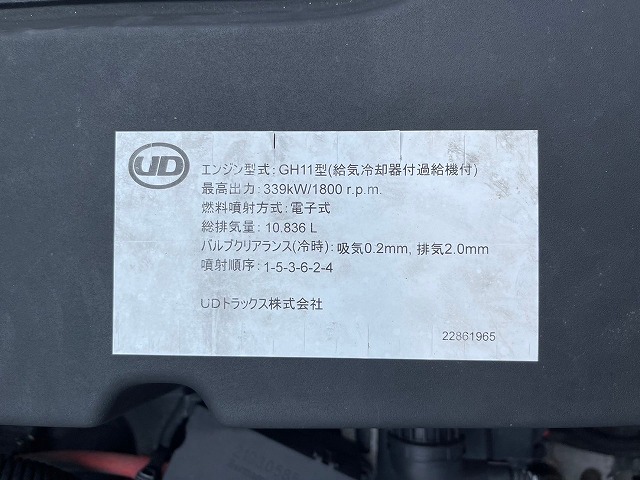 UD
エンジン型式:GH11型(給気冷却器付過給機付)
最高出力:339kW/1800 r.p.m.
燃料噴射方式:電子式
総排気量:10.836 L
バルブクリアランス(冷時):吸気0.2mm, 排気2.0mm
噴射順序:1-5-3-6-2-4
UDトラックス株式会社
22861965